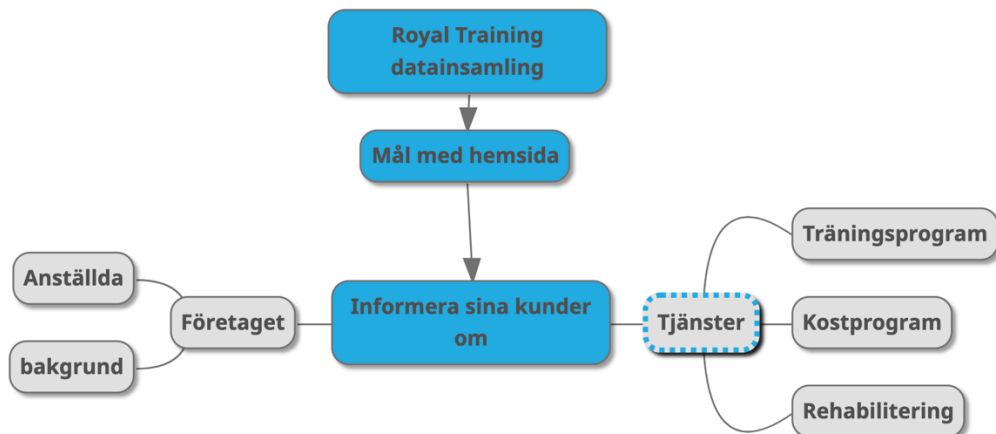 Royal Training
datainsamling
Mål med hemsida
Informera sina kunder
om
Företaget
Anställda
bakgrund
Tjänster
Träningsprogram
Kostprogram
Rehabilitering